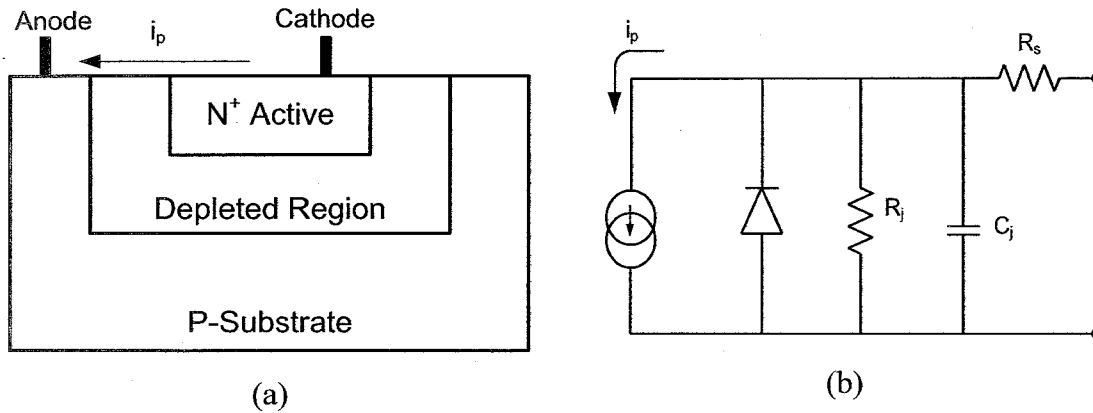 Anode
i_p
Cathode
N⁺ Active
Depleted Region
P-Substrate
(a)
i_p
R_s
R_j
C_j
(b)